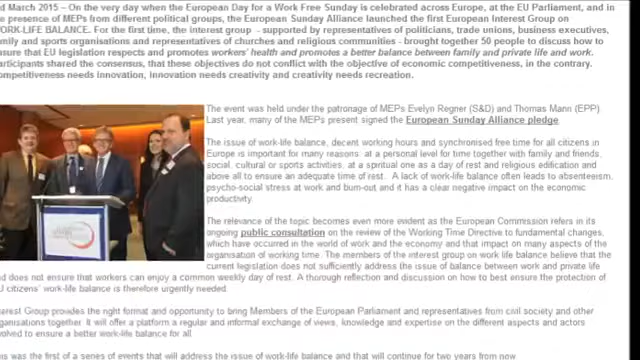 d March 2015 – On the very day when the European Day for a Work Free Sunday is celebrated across Europe, at the EU Parliament, and in
e presence of MEPs from different political groups, the European Sunday Alliance launched the first European Interest Group on
ORK-LIFE BALANCE. For the first time, the interest group - supported by representatives of politicians, trade unions, business executives,
mily and sports organisations and representatives of churches and religious communities - brought together 50 people to discuss how to
sure that EU legislation respects and promotes workers' health and promotes a better balance between family and private life and work.
articipants shared the consensus, that these objectives do not conflict with the objective of economic competitiveness, in the contrary.
ompetitiveness needs innovation, innovation needs creativity and creativity needs recreation.
The event was held under the patronage of MEPs Evelyn Regner (S&D) and Thomas Mann (EPP)
Last year, many of the MEPs present signed the European Sunday Alliance pledge.
The issue of work-life balance, decent working hours and synchronised free time for all citizens in
Europe is important for many reasons: at a personal level for time together with family and friends,
social, cultural or sports activities; at a spiritual one as a day of rest and religious edification and
above all to ensure an adequate time of rest. A lack of work-life balance often leads to absenteeism,
psycho-social stress at work and burn-out and it has a clear negative impact on the economic
productivity.
The relevance of the topic becomes even more evident as the European Commission refers in its
ongoing public consultation on the review of the Working Time Directive to fundamental changes,
which have occurred in the world of work and the economy and that impact on many aspects of the
organisation of working time. The members of the interest group on work life balance believe that the
current legislation does not sufficiently address the issue of balance between work and private life
nd does not ensure that workers can enjoy a common weekly day of rest. A thorough reflection and discussion on how to best ensure the protection of
U citizens' work-life balance is therefore urgently needed.
terest Group provides the right format and opportunity to bring Members of the European Parliament and representatives from civil society and other
ganisations together. It will offer a platform a regular and informal exchange of views, knowledge and expertise on the different aspects and actors
volved to ensure a better work-life balance for all.
is was the first of a series of events that will address the issue of work-life balance and that will continue for two years from now